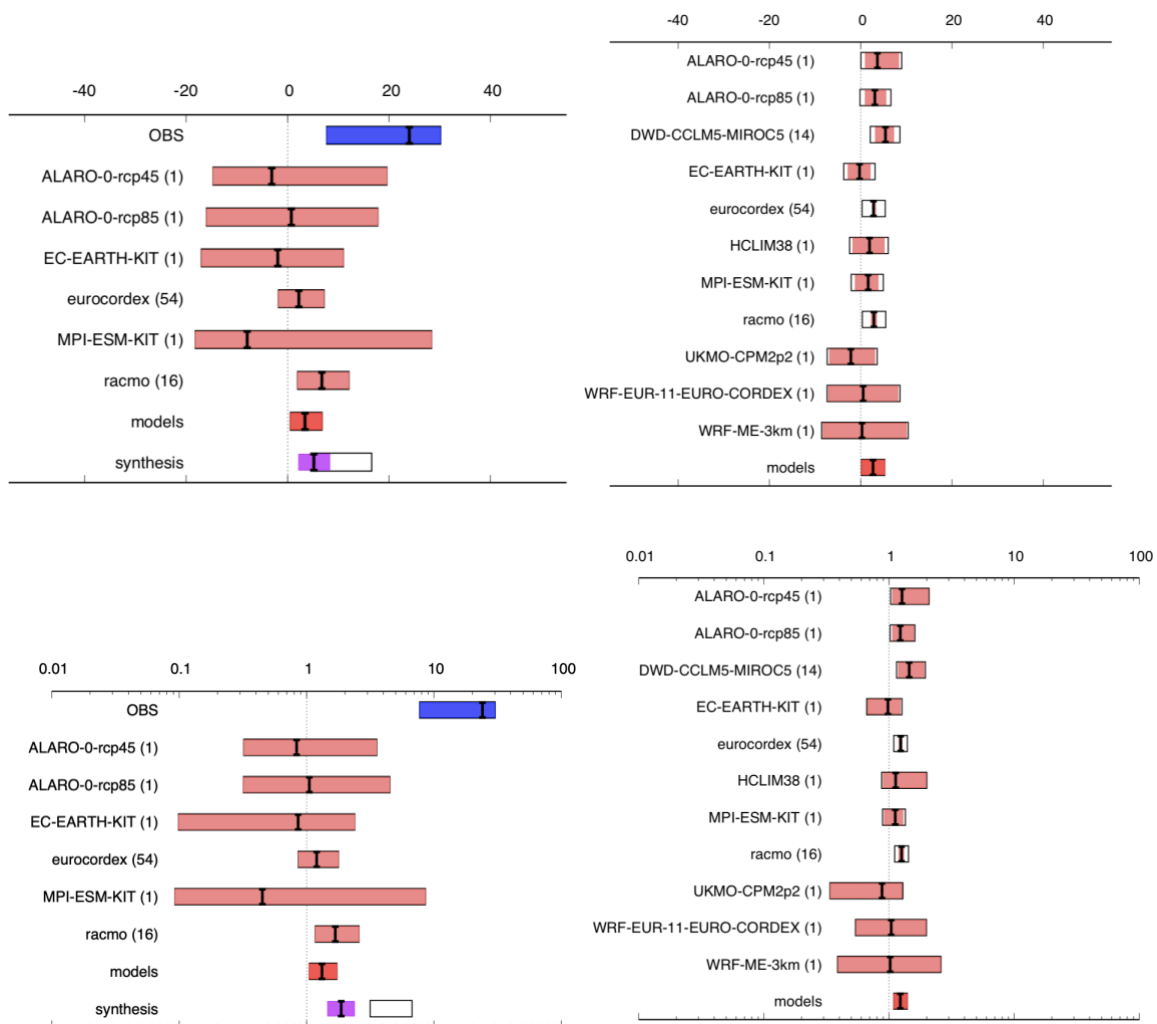 -40 -20 0 20 40
OBS
ALARO-0-rcp45 (1)
ALARO-0-rcp85 (1)
EC-EARTH-KIT (1)
eurocordex (54)
MPI-ESM-KIT (1)
racmo (16)
models
synthesis
-40 -20 0 20 40
ALARO-0-rcp45 (1)
ALARO-0-rcp85 (1)
DWD-CCLM5-MIROC5 (14)
EC-EARTH-KIT (1)
eurocordex (54)
HCLIM38 (1)
MPI-ESM-KIT (1)
racmo (16)
UKMO-CPM2p2 (1)
WRF-EUR-11-EURO-CORDEX (1)
WRF-ME-3km (1)
models
0.01 0.1 1 10 100
OBS
ALARO-0-rcp45 (1)
ALARO-0-rcp85 (1)
EC-EARTH-KIT (1)
eurocordex (54)
MPI-ESM-KIT (1)
racmo (16)
models
synthesis
0.01 0.1 1 10 100
ALARO-0-rcp45 (1)
ALARO-0-rcp85 (1)
DWD-CCLM5-MIROC5 (14)
EC-EARTH-KIT (1)
eurocordex (54)
HCLIM38 (1)
MPI-ESM-KIT (1)
racmo (16)
UKMO-CPM2p2 (1)
WRF-EUR-11-EURO-CORDEX (1)
WRF-ME-3km (1)
models